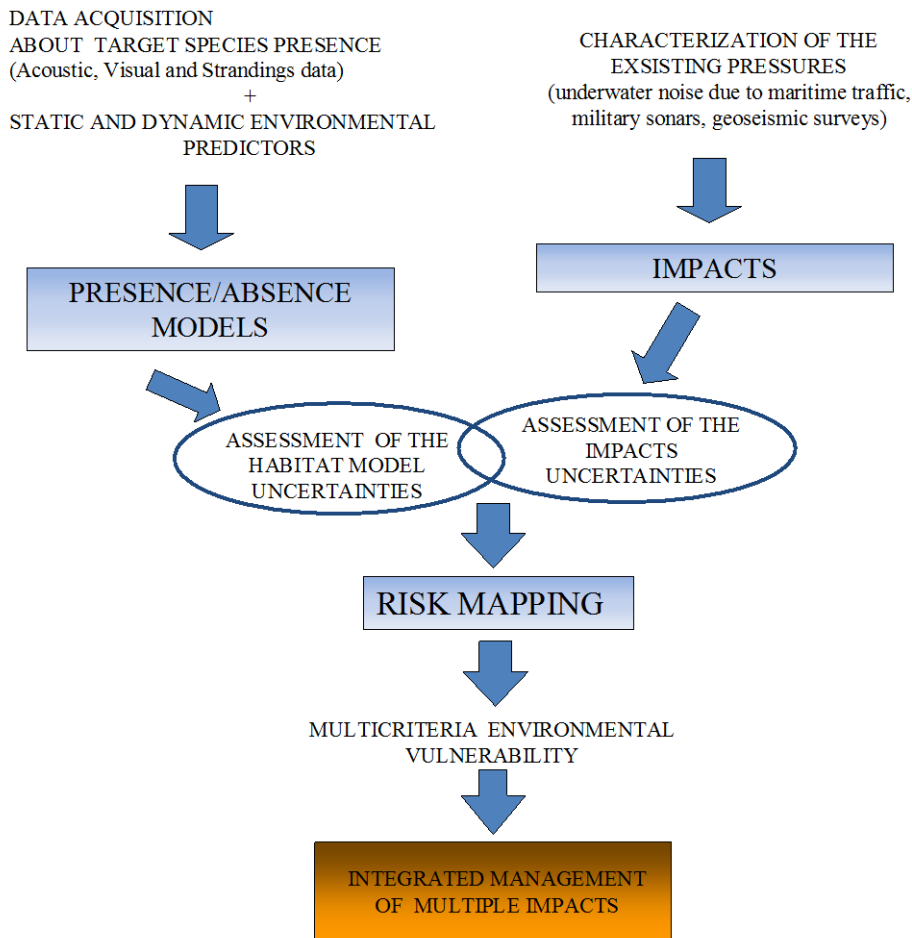 DATA ACQUISITION
ABOUT TARGET SPECIES PRESENCE
(Acoustic, Visual and Strandings data)
+
STATIC AND DYNAMIC ENVIRONMENTAL
PREDICTORS
CHARACTERIZATION OF THE
EXSISTING PRESSURES
(underwater noise due to maritime traffic,
military sonars, geoseismic surveys)
PRESENCE/ABSENCE
MODELS
IMPACTS
ASSESSMENT OF THE
HABITAT MODEL
UNCERTAINTIES
ASSESSMENT OF THE
IMPACTS
UNCERTAINTIES
RISK MAPPING
MULTICRITERIA ENVIRONMENTAL
VULNERABILITY
INTEGRATED MANAGEMENT
OF MULTIPLE IMPACTS